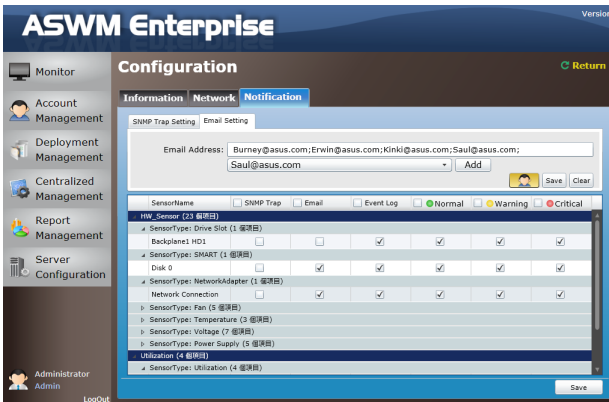 ASWM Enterprise
Version
Monitor
Account
Management
Deployment
Management
Centralized
Management
Report
Management
Server
Configuration
Administrator
Admin
LogOut
Configuration
Return
Information Network Notification
SNMP Trap Setting Email Setting
Email Address: Burney@asus.com;Erwin@asus.com;Kinki@asus.com;Saul@asus.com;
Saul@asus.com Add
Save Clear
SensorName SNMP Trap Email Event Log Normal Warning Critical
HW_Sensor (23 個項目)
SensorType: Drive Slot (1 個項目)
Backplane1 HD1
SensorType: SMART (1 個項目)
Disk 0
SensorType: NetworkAdapter (1 個項目)
Network Connection
SensorType: Fan (5 個項目)
SensorType: Temperature (3 個項目)
SensorType: Voltage (7 個項目)
SensorType: Power Supply (5 個項目)
Utilization (4 個項目)
SensorType: Utilization (4 個項目)
Save